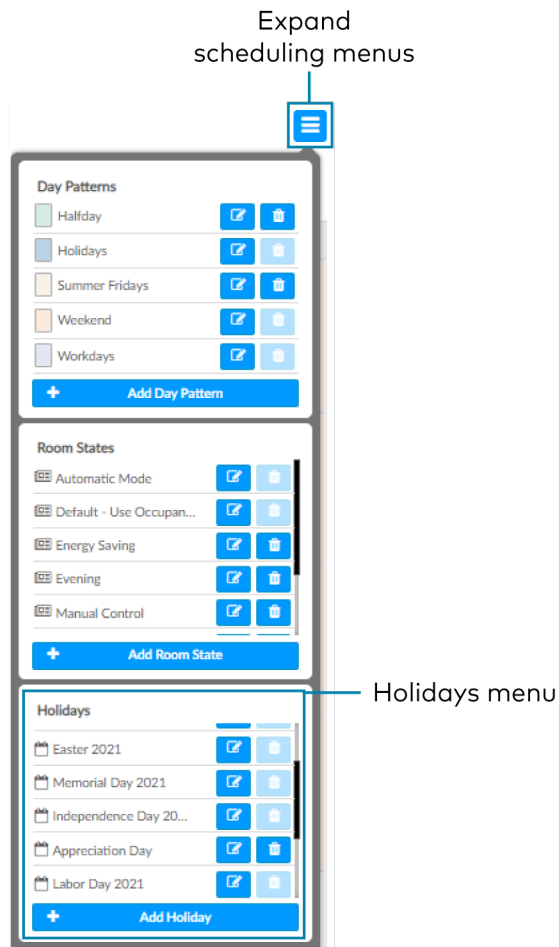 Expand
scheduling menus
Day Patterns
Halfday
Holidays
Summer Fridays
Weekend
Workdays
+ Add Day Pattern
Room States
Automatic Mode
Default - Use Occupan...
Energy Saving
Evening
Manual Control
+ Add Room State
Holidays menu
Holidays
Easter 2021
Memorial Day 2021
Independence Day 20...
Appreciation Day
Labor Day 2021
+ Add Holiday